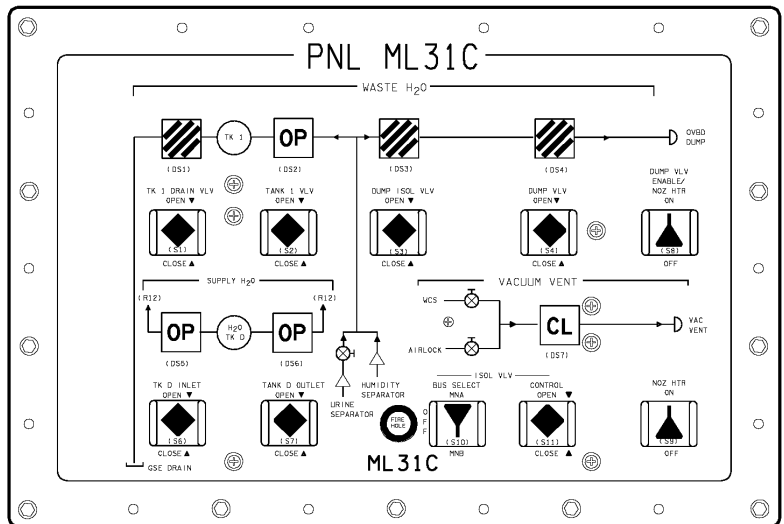 PNL ML31C
WASTE H2O
TK 1
OP
OVBD
DUMP
(DS1)
(DS2)
(DS3)
(DS4)
TK 1 DRAIN VLV
OPEN ▼
TANK 1 VLV
OPEN ▼
DUMP ISOL VLV
OPEN ▼
DUMP VLV
OPEN ▼
DUMP VLV
ENABLE/
NOZ HTR
ON
(S1)
(S2)
(S3)
(S4)
(S8)
CLOSE ▲
CLOSE ▲
CLOSE ▲
CLOSE ▲
OFF
SUPPLY H2O
VACUUM VENT
(R12)
(R12)
WCS
OP
H2O
TK D
OP
CL
VAC
VENT
AIRLOCK
(DS5)
(DS6)
(DS7)
ISOL VLV
TK D INLET
OPEN ▼
TANK D OUTLET
OPEN ▼
URINE
SEPARATOR
HUMIDITY
SEPARATOR
BUS SELECT
MNA
CONTROL
OPEN ▼
NOZ HTR
ON
FIRE
HOLE
OFF
(S6)
(S7)
(S10)
(S11)
(S9)
CLOSE ▲
CLOSE ▲
MNB
CLOSE ▲
OFF
GSE DRAIN
ML31C